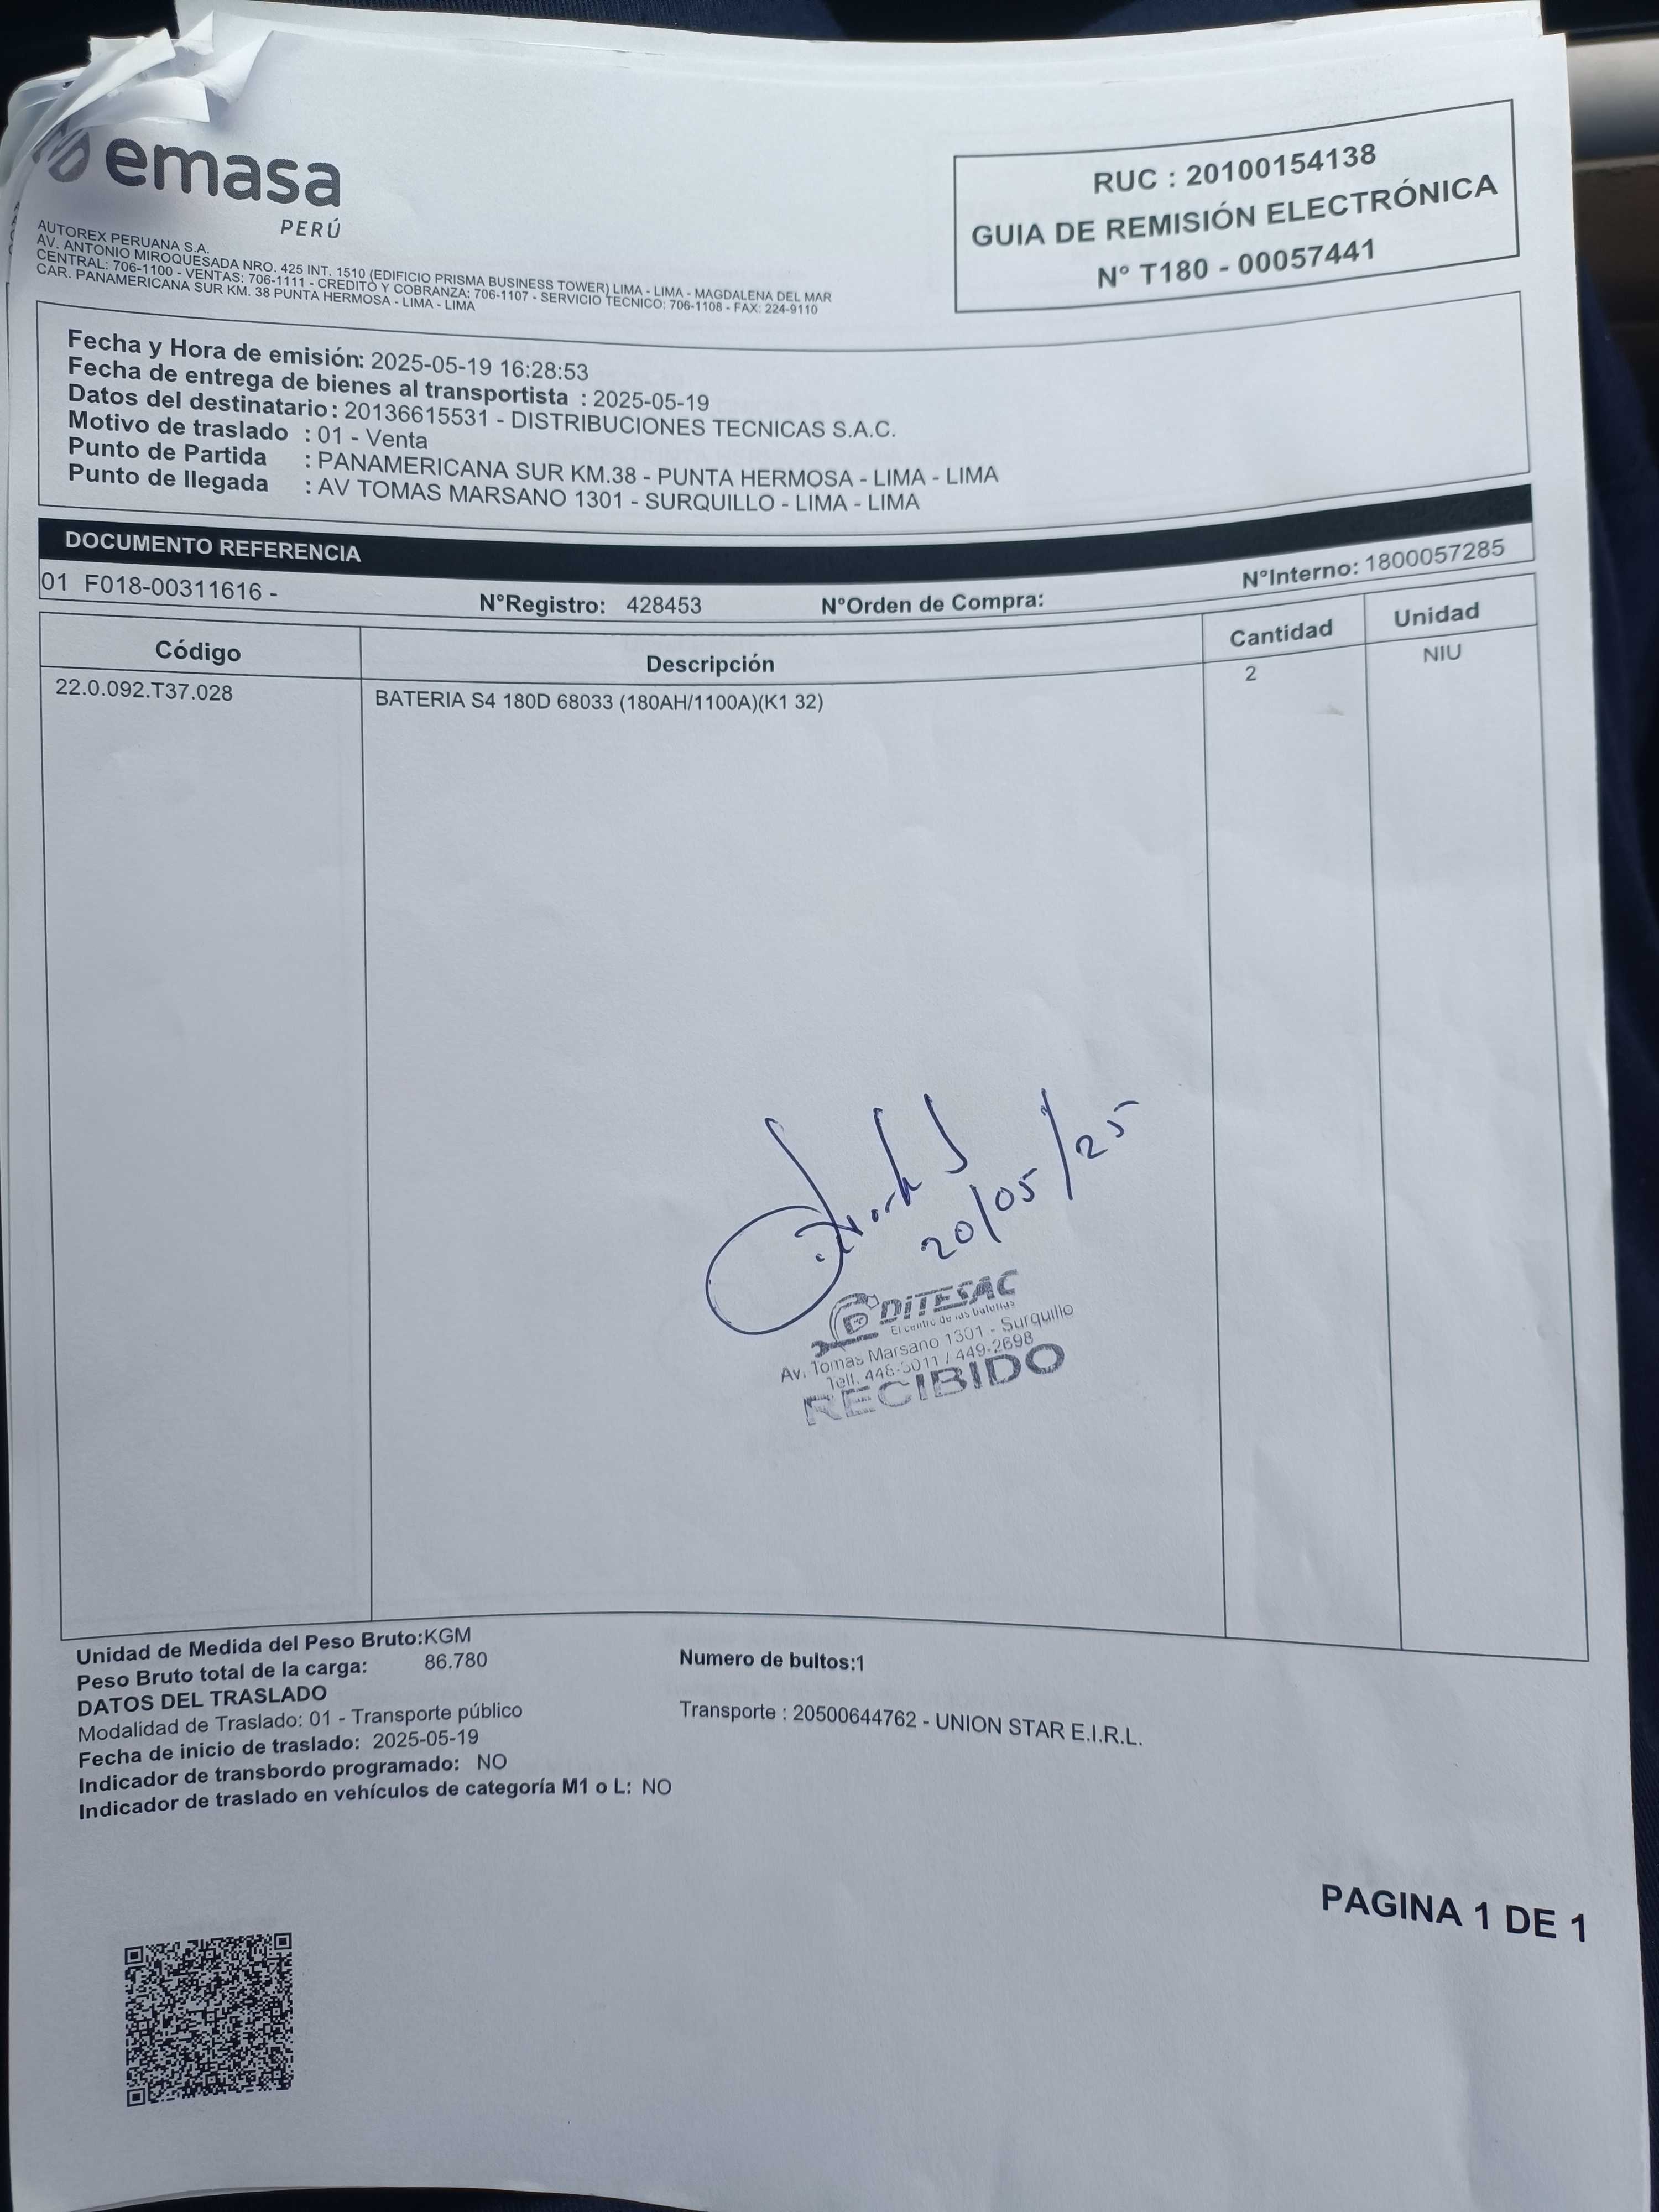 emasa
PERÚ
AUTOREX PERUANA S.A.
AV. ANTONIO MIROQUESADA NRO. 425 INT. 1510 (EDIFICIO PRISMA BUSINESS TOWER) LIMA - LIMA - MAGDALENA DEL MAR
CENTRAL: 706-1100 - VENTAS: 706-1111 - CREDITO Y COBRANZA: 706-1107 - SERVICIO TECNICO: 706-1108 - FAX: 224-9110
CAR. PANAMERICANA SUR KM. 38 PUNTA HERMOSA - LIMA - LIMA
RUC : 20100154138
GUIA DE REMISIÓN ELECTRÓNICA
N° T180 - 00057441
Fecha y Hora de emisión: 2025-05-19 16:28:53
Fecha de entrega de bienes al transportista : 2025-05-19
Datos del destinatario : 20136615531 - DISTRIBUCIONES TECNICAS S.A.C.
Motivo de traslado : 01 - Venta
Punto de Partida : PANAMERICANA SUR KM.38 - PUNTA HERMOSA - LIMA - LIMA
Punto de llegada : AV TOMAS MARSANO 1301 - SURQUILLO - LIMA - LIMA
DOCUMENTO REFERENCIA
01 F018-00311616 - N°Registro: 428453 N°Orden de Compra: N°Interno: 1800057285
Código Descripción Cantidad Unidad
22.0.092.T37.028 BATERIA S4 180D 68033 (180AH/1100A)(K1 32) 2 NIU
20/05/25
DITESAC
El centro de las baterías
Av. Tomas Marsano 1301 - Surquillo
Telf. 448-5011 / 449-2698
RECIBIDO
Unidad de Medida del Peso Bruto:KGM
Peso Bruto total de la carga: 86.780 Numero de bultos:1
DATOS DEL TRASLADO
Modalidad de Traslado: 01 - Transporte público Transporte : 20500644762 - UNION STAR E.I.R.L.
Fecha de inicio de traslado: 2025-05-19
Indicador de transbordo programado: NO
Indicador de traslado en vehículos de categoría M1 o L: NO
PAGINA 1 DE 1